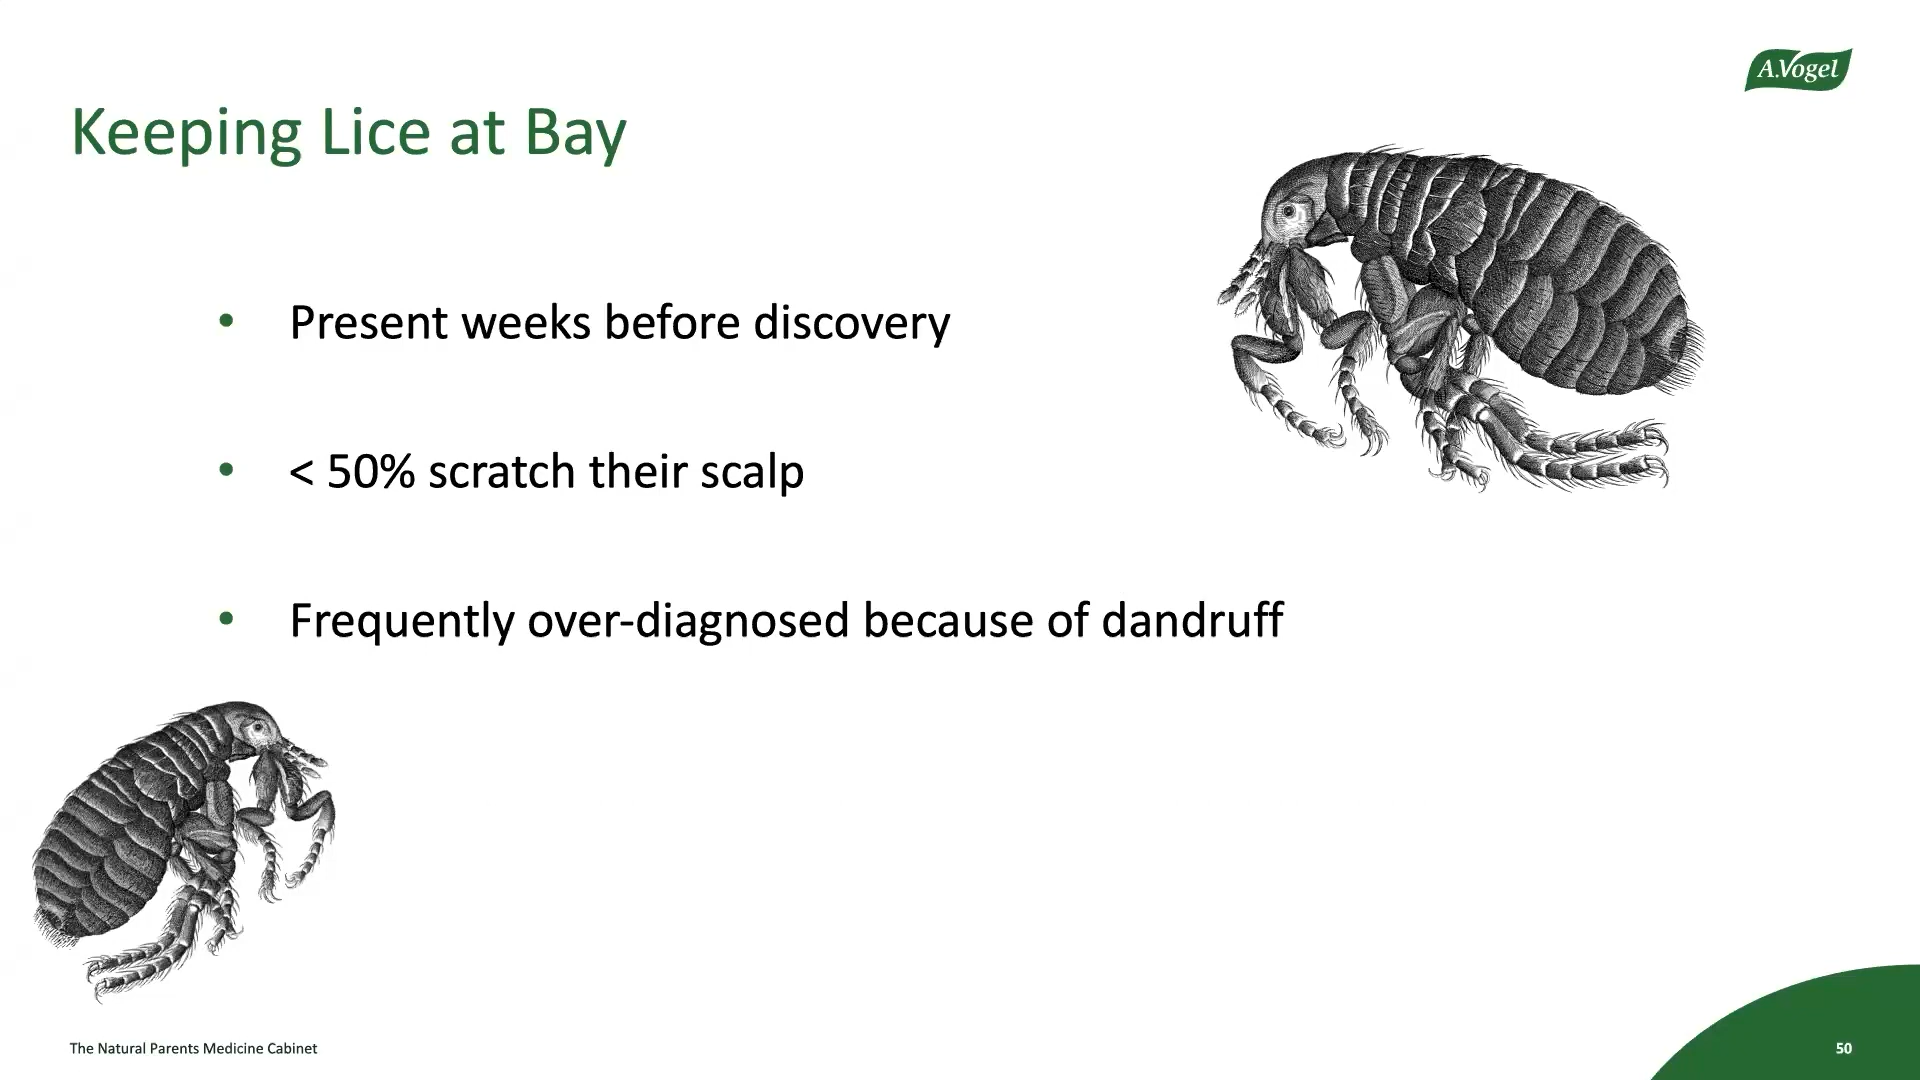 A.Vogel
Keeping Lice at Bay
• Present weeks before discovery
• < 50% scratch their scalp
• Frequently over-diagnosed because of dandruff
The Natural Parents Medicine Cabinet
50